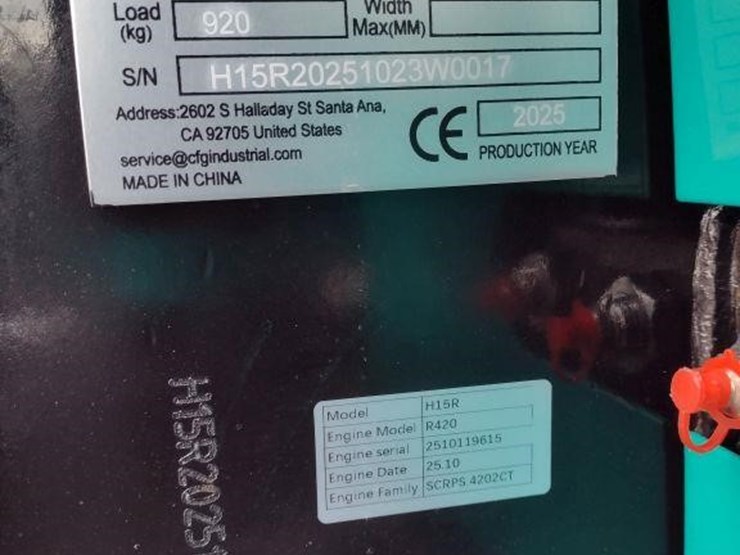 Load (kg) 920 Width Max(MM)
S/N H15R20251023W0017
Address:2602 S Halladay St Santa Ana,
CA 92705 United States
service@cfgindustrial.com
MADE IN CHINA
CE 2025
PRODUCTION YEAR
Model H15R
Engine Model R420
Engine serial 2510119615
Engine Date 25.10
Engine Family SCRPS 4202CT
H15R2025